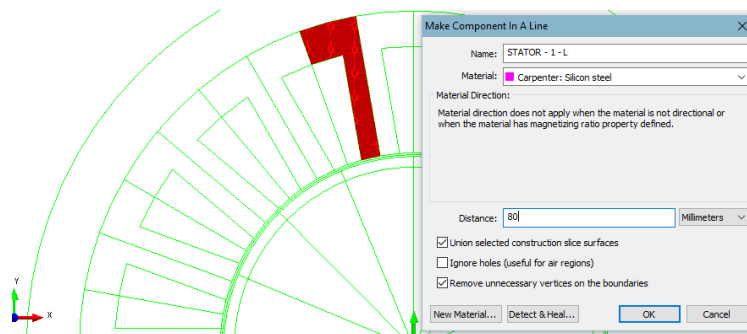 Make Component In A Line
Name: STATOR - 1 - L
Material: Carpenter: Silicon steel
Material Direction:
Material direction does not apply when the material is not directional or
when the material has magnetizing ratio property defined.
Distance: 80 Millimeters
Union selected construction slice surfaces
Ignore holes (useful for air regions)
Remove unnecessary vertices on the boundaries
New Material... Detect & Heal... OK Cancel
Y
X